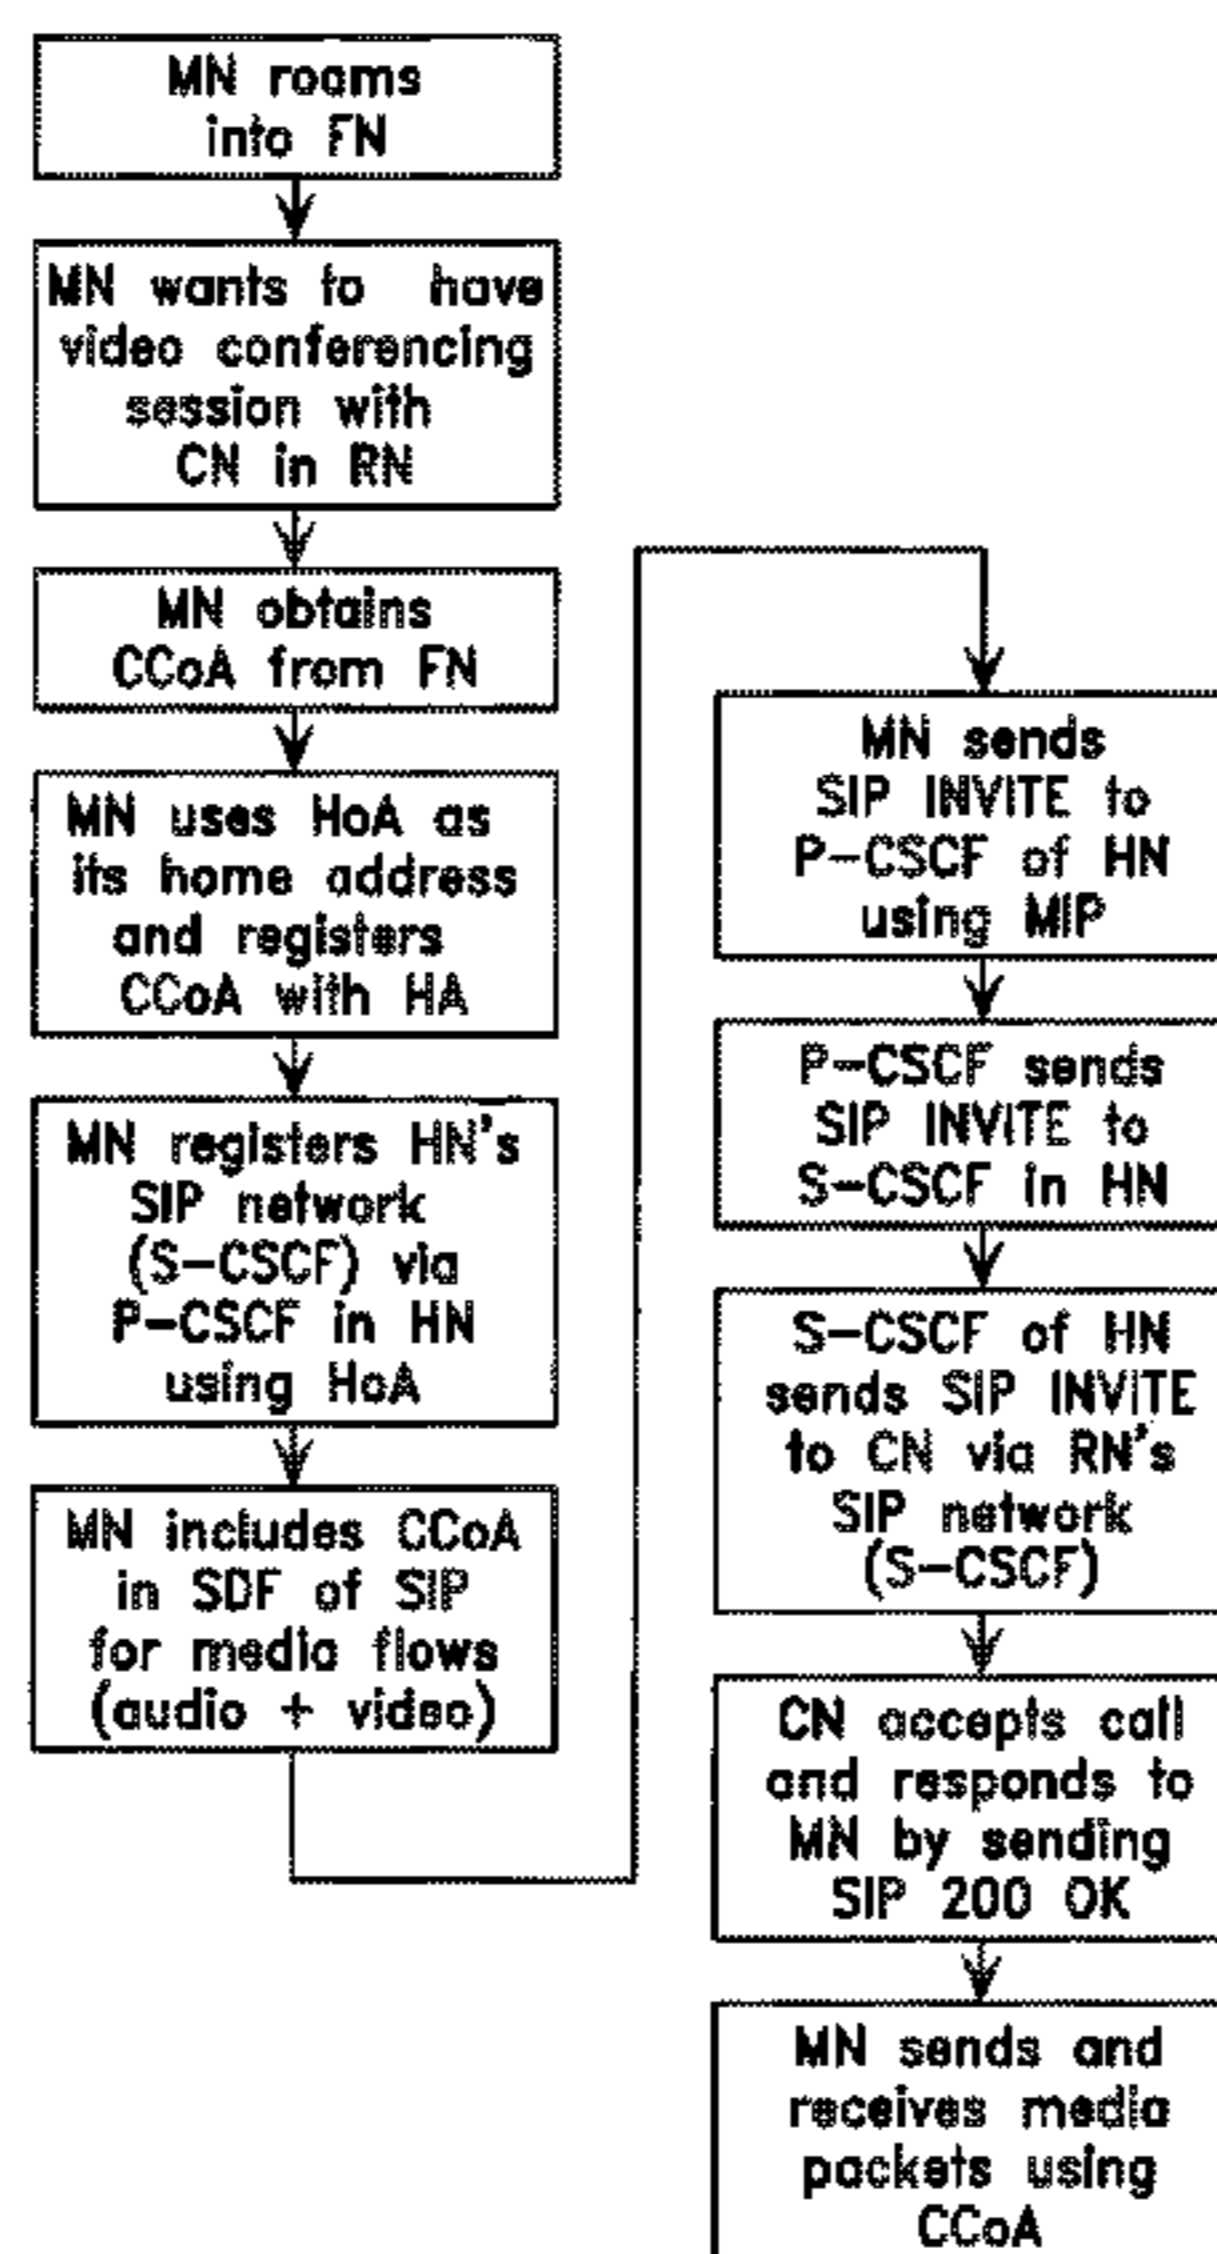 MN roams
into FN
MN wants to have
video conferencing
session with
CN in RN
MN obtains
CCoA from FN
MN uses HoA as
its home address
and registers
CCoA with HA
MN registers HN's
SIP network
(S-CSCF) via
P-CSCF in HN
using HoA
MN includes CCoA
in SDF of SIP
for media flows
(audio + video)
MN sends
SIP INVITE to
P-CSCF of HN
using MIP
P-CSCF sends
SIP INVITE to
S-CSCF in HN
S-CSCF of HN
sends SIP INVITE
to CN via RN's
SIP network
(S-CSCF)
CN accepts call
and responds to
MN by sending
SIP 200 OK
MN sends and
receives media
packets using
CCoA